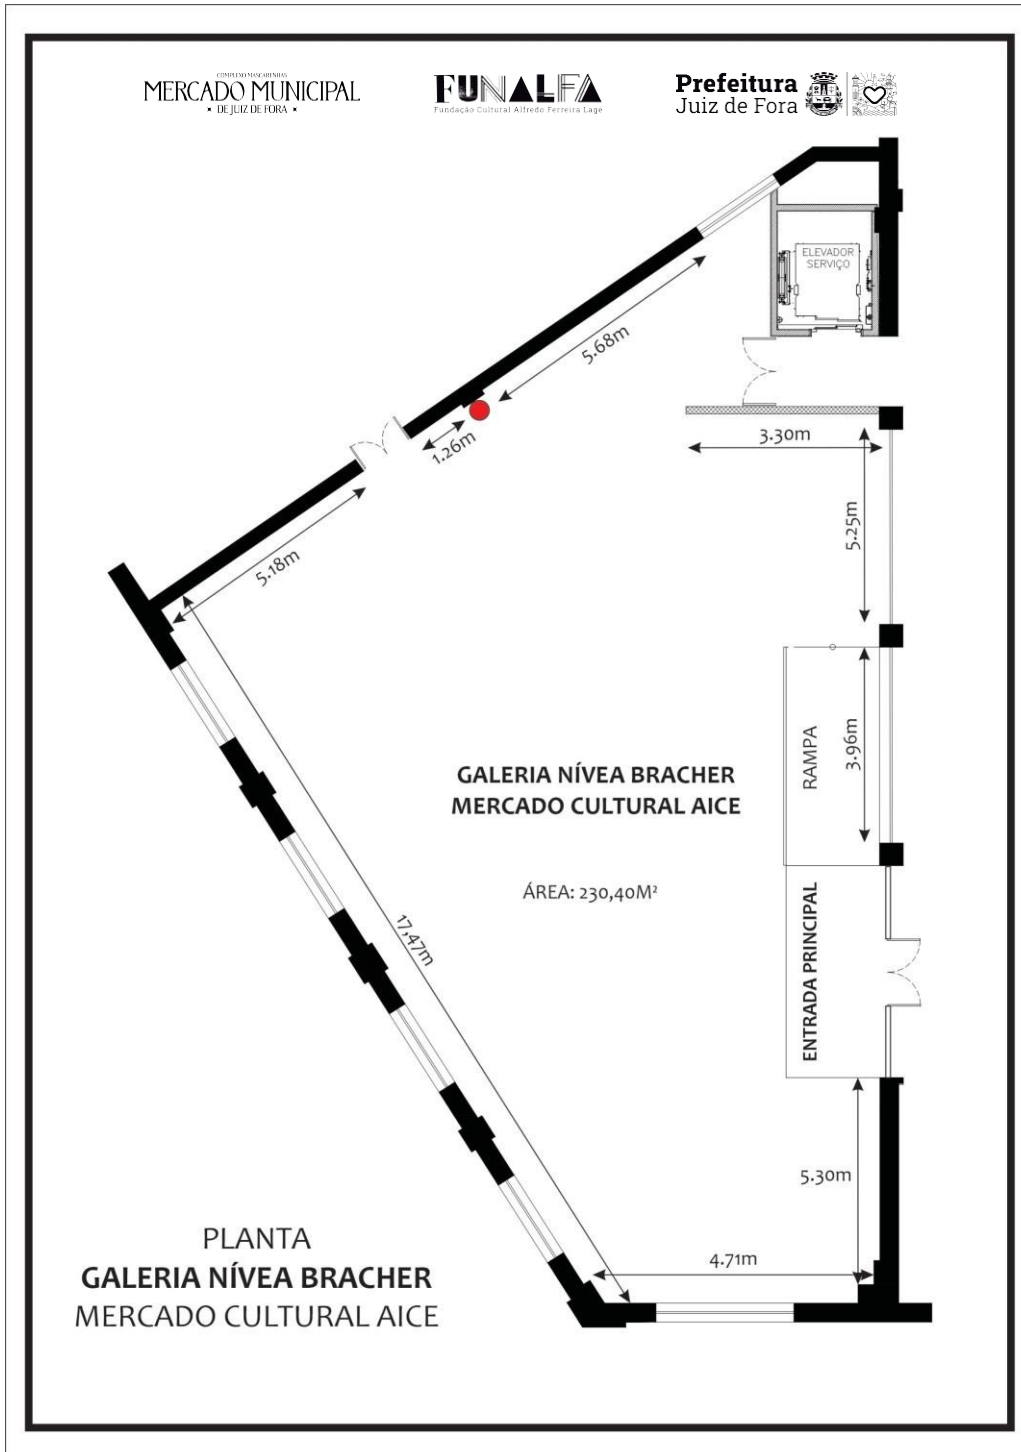 COMPLEXO MASCARENHAS
MERCADO MUNICIPAL
DE JUIZ DE FORA
FUNALFA
Fundação Cultural Alfredo Ferreira Lage
Prefeitura
Juiz de Fora
ELEVADOR
SERVIÇO
5.68m
1.26m
3.30m
5.25m
5.18m
3.96m
RAMPA
GALERIA NÍVEA BRACHER
MERCADO CULTURAL AICE
ÁREA: 230,40M²
17,47m
ENTRADA PRINCIPAL
5.30m
4.71m
PLANTA
GALERIA NÍVEA BRACHER
MERCADO CULTURAL AICE